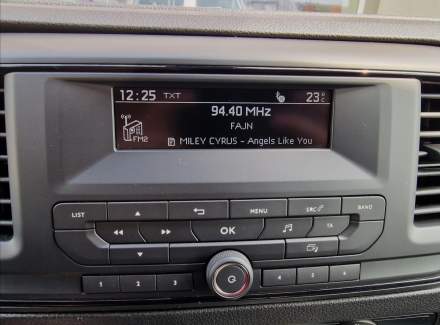 12:25 TXT 23 °C
94.40 MHz
FAJN
FM2 MILEY CYRUS - Angels Like You
LIST MENU SRC BAND
OK TA
1 2 3 4 5 6